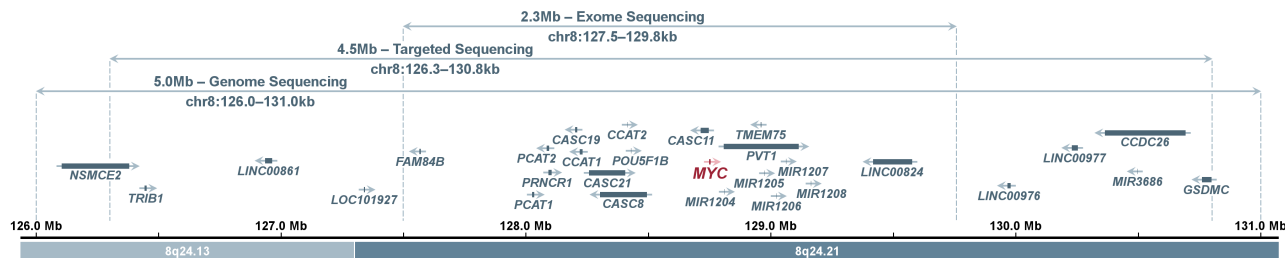 2.3Mb – Exome Sequencing
chr8:127.5–129.8kb
4.5Mb – Targeted Sequencing
chr8:126.3–130.8kb
5.0Mb – Genome Sequencing
chr8:126.0–131.0kb
CASC19 CCAT2 CASC11 TMEM75 CCDC26
PCAT2 CCAT1 POU5F1B PVT1 LINC00977
NSMCE2 LINC00861 FAM84B MYC MIR1207 LINC00824
PRNCR1 CASC21 MIR1205 MIR3686
TRIB1 LOC101927 PCAT1 CASC8 MIR1204 MIR1206 MIR1208 LINC00976 GSDMC
126.0 Mb 127.0 Mb 128.0 Mb 129.0 Mb 130.0 Mb 131.0 Mb
8q24.13 8q24.21